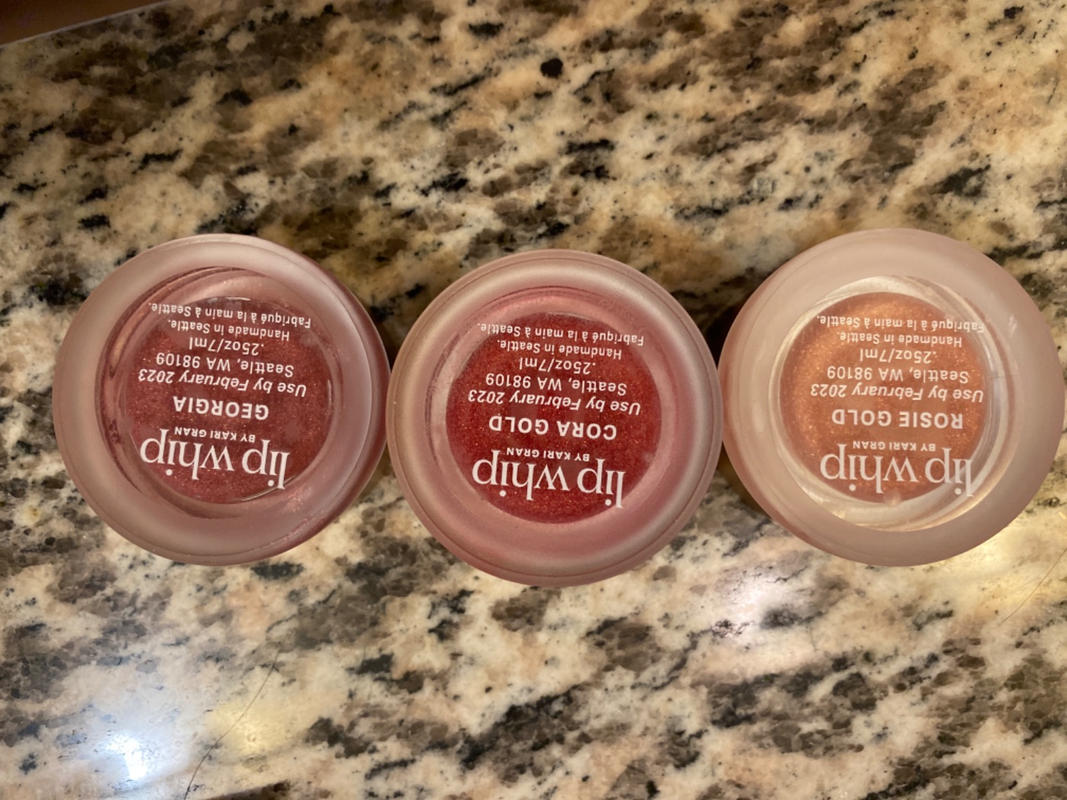 lip whip
BY KARI GRAN
GEORGIA
Use by February 2023
Seattle, WA 98109
.25oz/7ml
Handmade in Seattle.
Fabriqué à la main à Seattle.
lip whip
BY KARI GRAN
CORA GOLD
Use by February 2023
Seattle, WA 98109
.25oz/7ml
Handmade in Seattle.
Fabriqué à la main à Seattle.
lip whip
BY KARI GRAN
ROSIE GOLD
Use by February 2023
Seattle, WA 98109
.25oz/7ml
Handmade in Seattle.
Fabriqué à la main à Seattle.